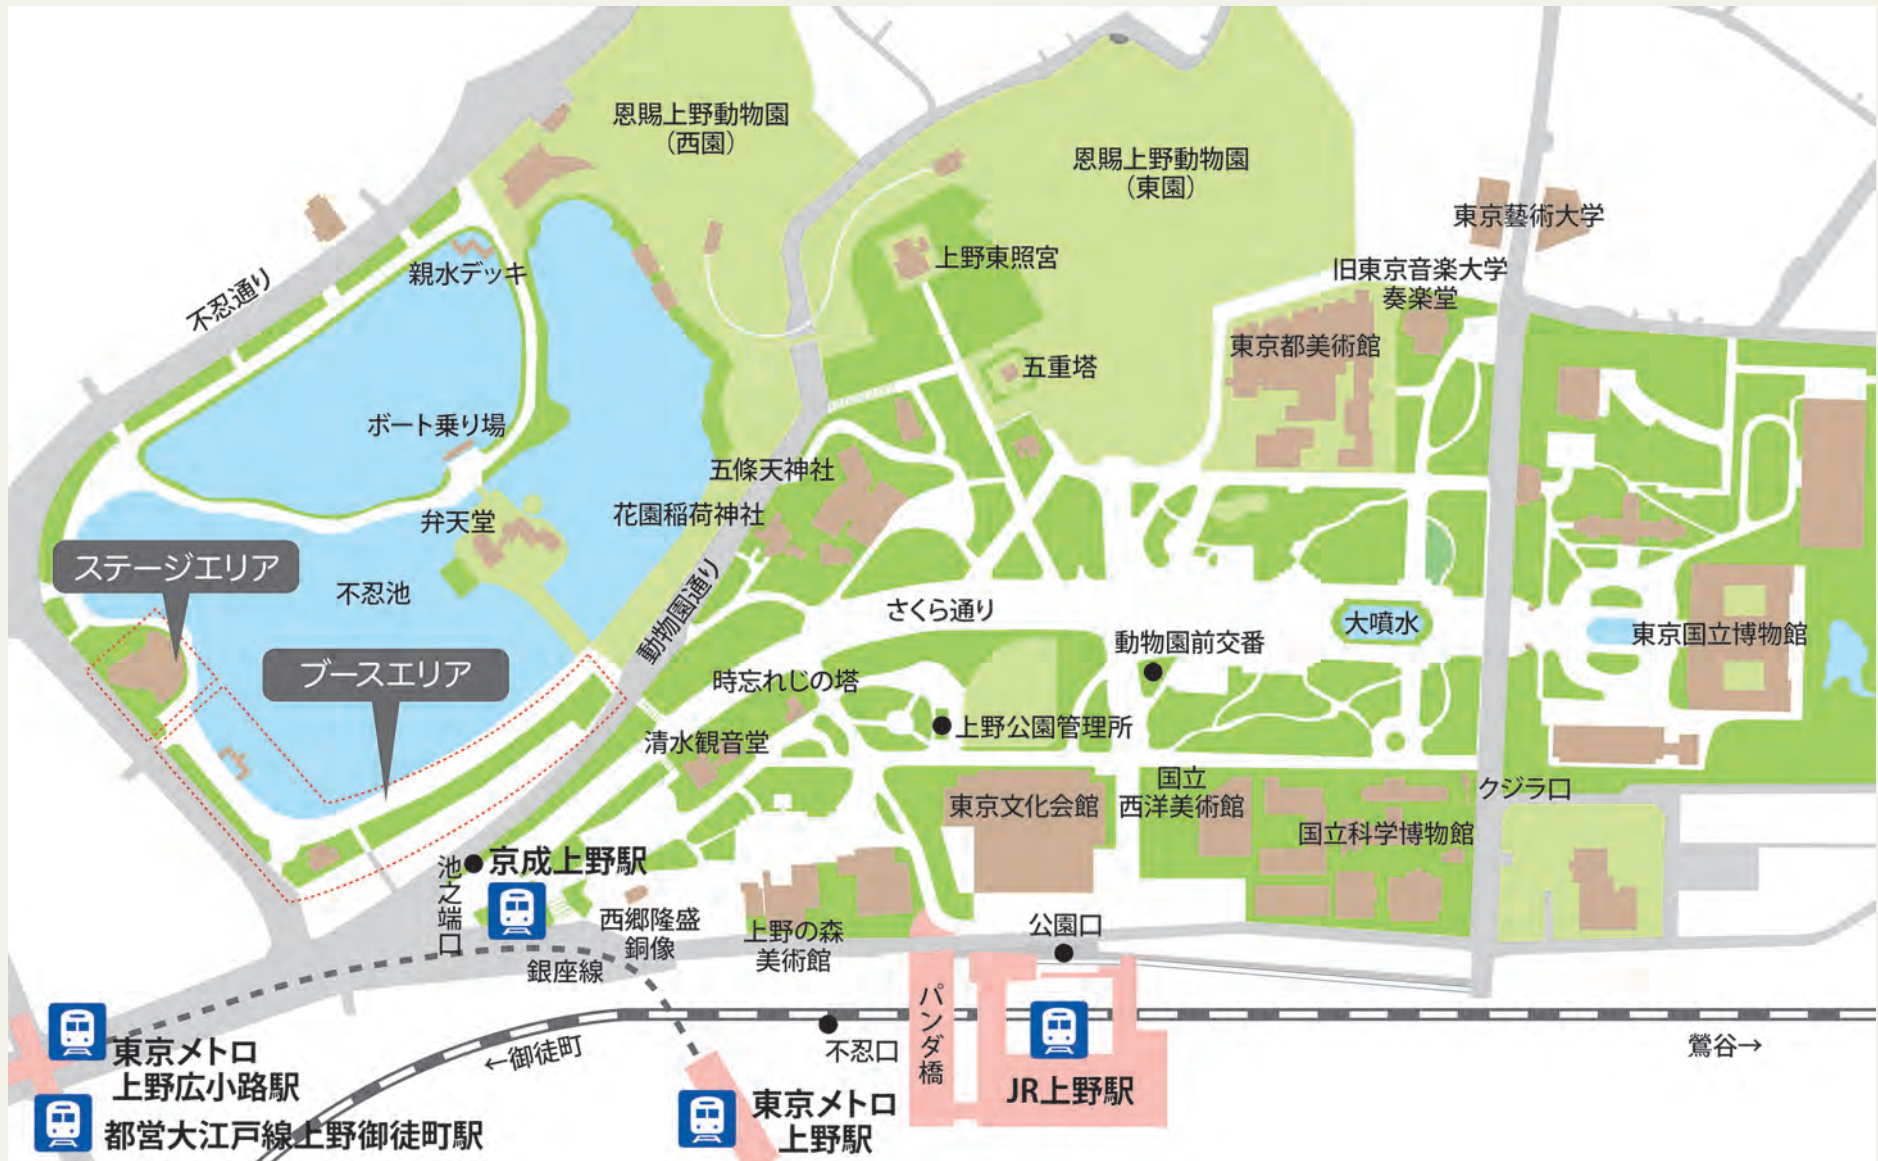 恩賜上野動物園
（西園）
恩賜上野動物園
（東園）
東京藝術大学
上野東照宮
旧東京音楽大学
奏楽堂
親水デッキ
不忍通り
東京都美術館
五重塔
ボート乗り場
五條天神社
花園稲荷神社
弁天堂
ステージエリア
不忍池
動物園通り
さくら通り
大噴水
東京国立博物館
動物園前交番
ブースエリア
時忘れじの塔
上野公園管理所
清水観音堂
国立
西洋美術館
クジラ口
東京文化会館
国立科学博物館
京成上野駅
池之端口
西郷隆盛
銅像
上野の森
美術館
公園口
銀座線
パンダ橋
不忍口
←御徒町
鶯谷→
東京メトロ
上野広小路駅
JR上野駅
東京メトロ
上野駅
都営大江戸線上野御徒町駅